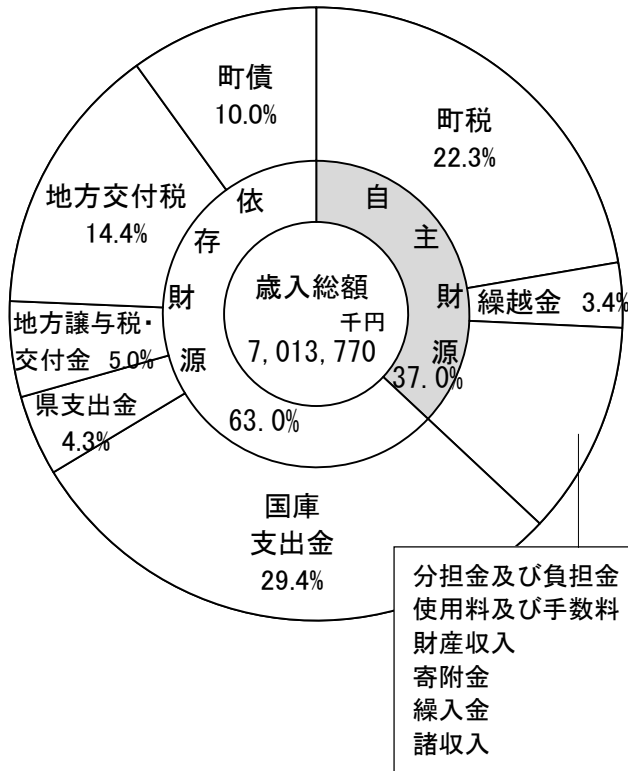 町債
10.0%
町税
22.3%
地方交付税
14.4%
依存財源
自主財源
歳入総額
千円
7,013,770
繰越金 3.4%
37.0%
地方譲与税・
交付金 5.0%
県支出金
4.3%
63.0%
国庫
支出金
29.4%
分担金及び負担金
使用料及び手数料
財産収入
寄附金
繰入金
諸収入